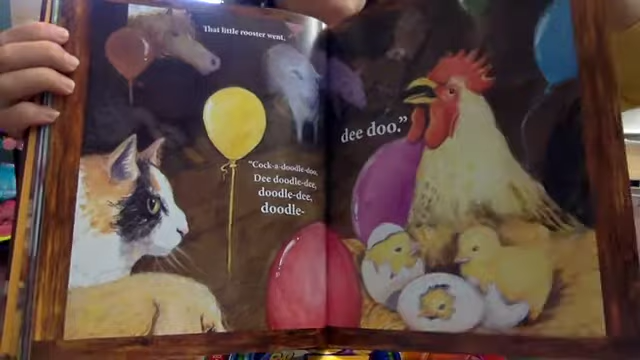 That little rooster went,
"Cock-a-doodle-doo,
Dee doodle-dee,
doodle-dee,
doodle-
dee doo."